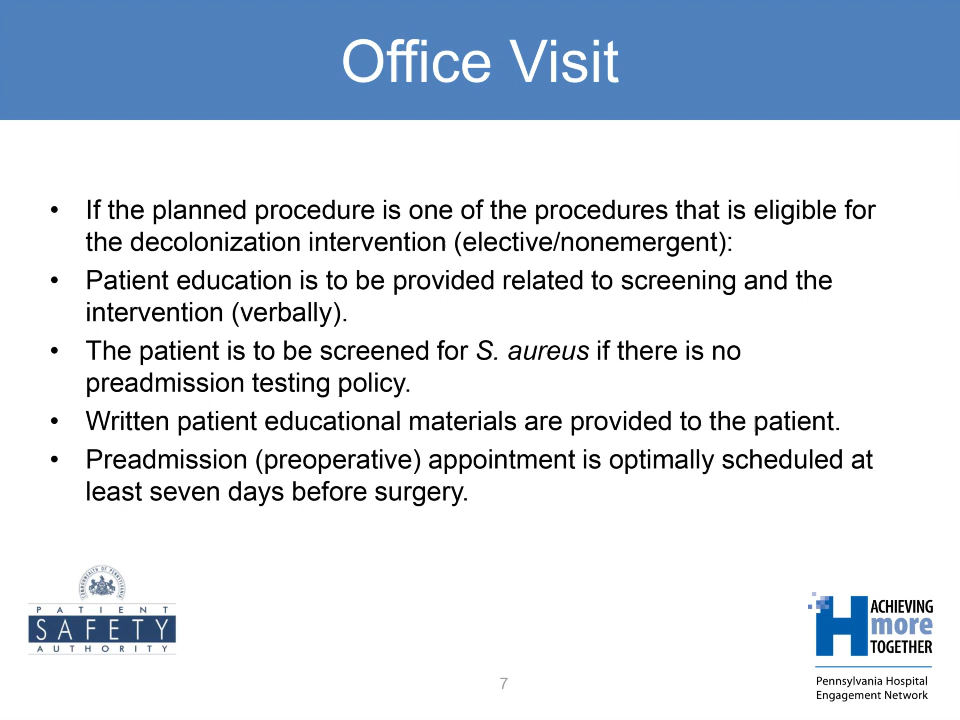 Office Visit
• If the planned procedure is one of the procedures that is eligible for
the decolonization intervention (elective/nonemergent):
• Patient education is to be provided related to screening and the
intervention (verbally).
• The patient is to be screened for S. aureus if there is no
preadmission testing policy.
• Written patient educational materials are provided to the patient.
• Preadmission (preoperative) appointment is optimally scheduled at
least seven days before surgery.
COMMONWEALTH OF PENNSYLVANIA
PATIENT
SAFETY
AUTHORITY
7
H ACHIEVING
more
TOGETHER
Pennsylvania Hospital
Engagement Network